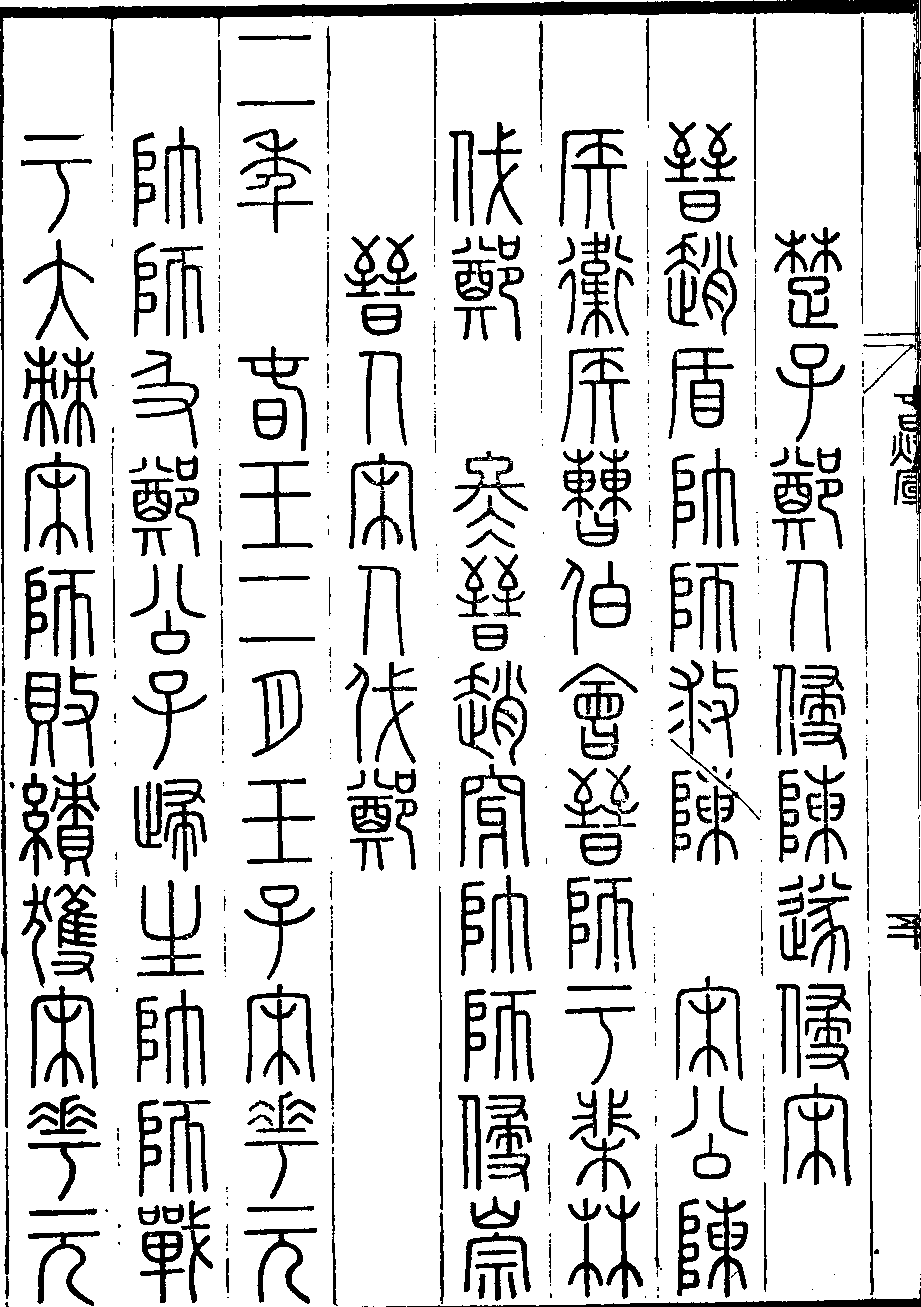 楚子鄭人侵陳遂侵宋
晉趙盾帥師救陳　宋公陳
矦衞矦曹伯會晉師于棐林
伐鄭　冬晉趙穿帥師侵崇
晉人宋人伐鄭
二年　春王二月壬子宋華元
帥師及鄭公子歸生帥師戰
于大棘宋師敗績獲宋華元